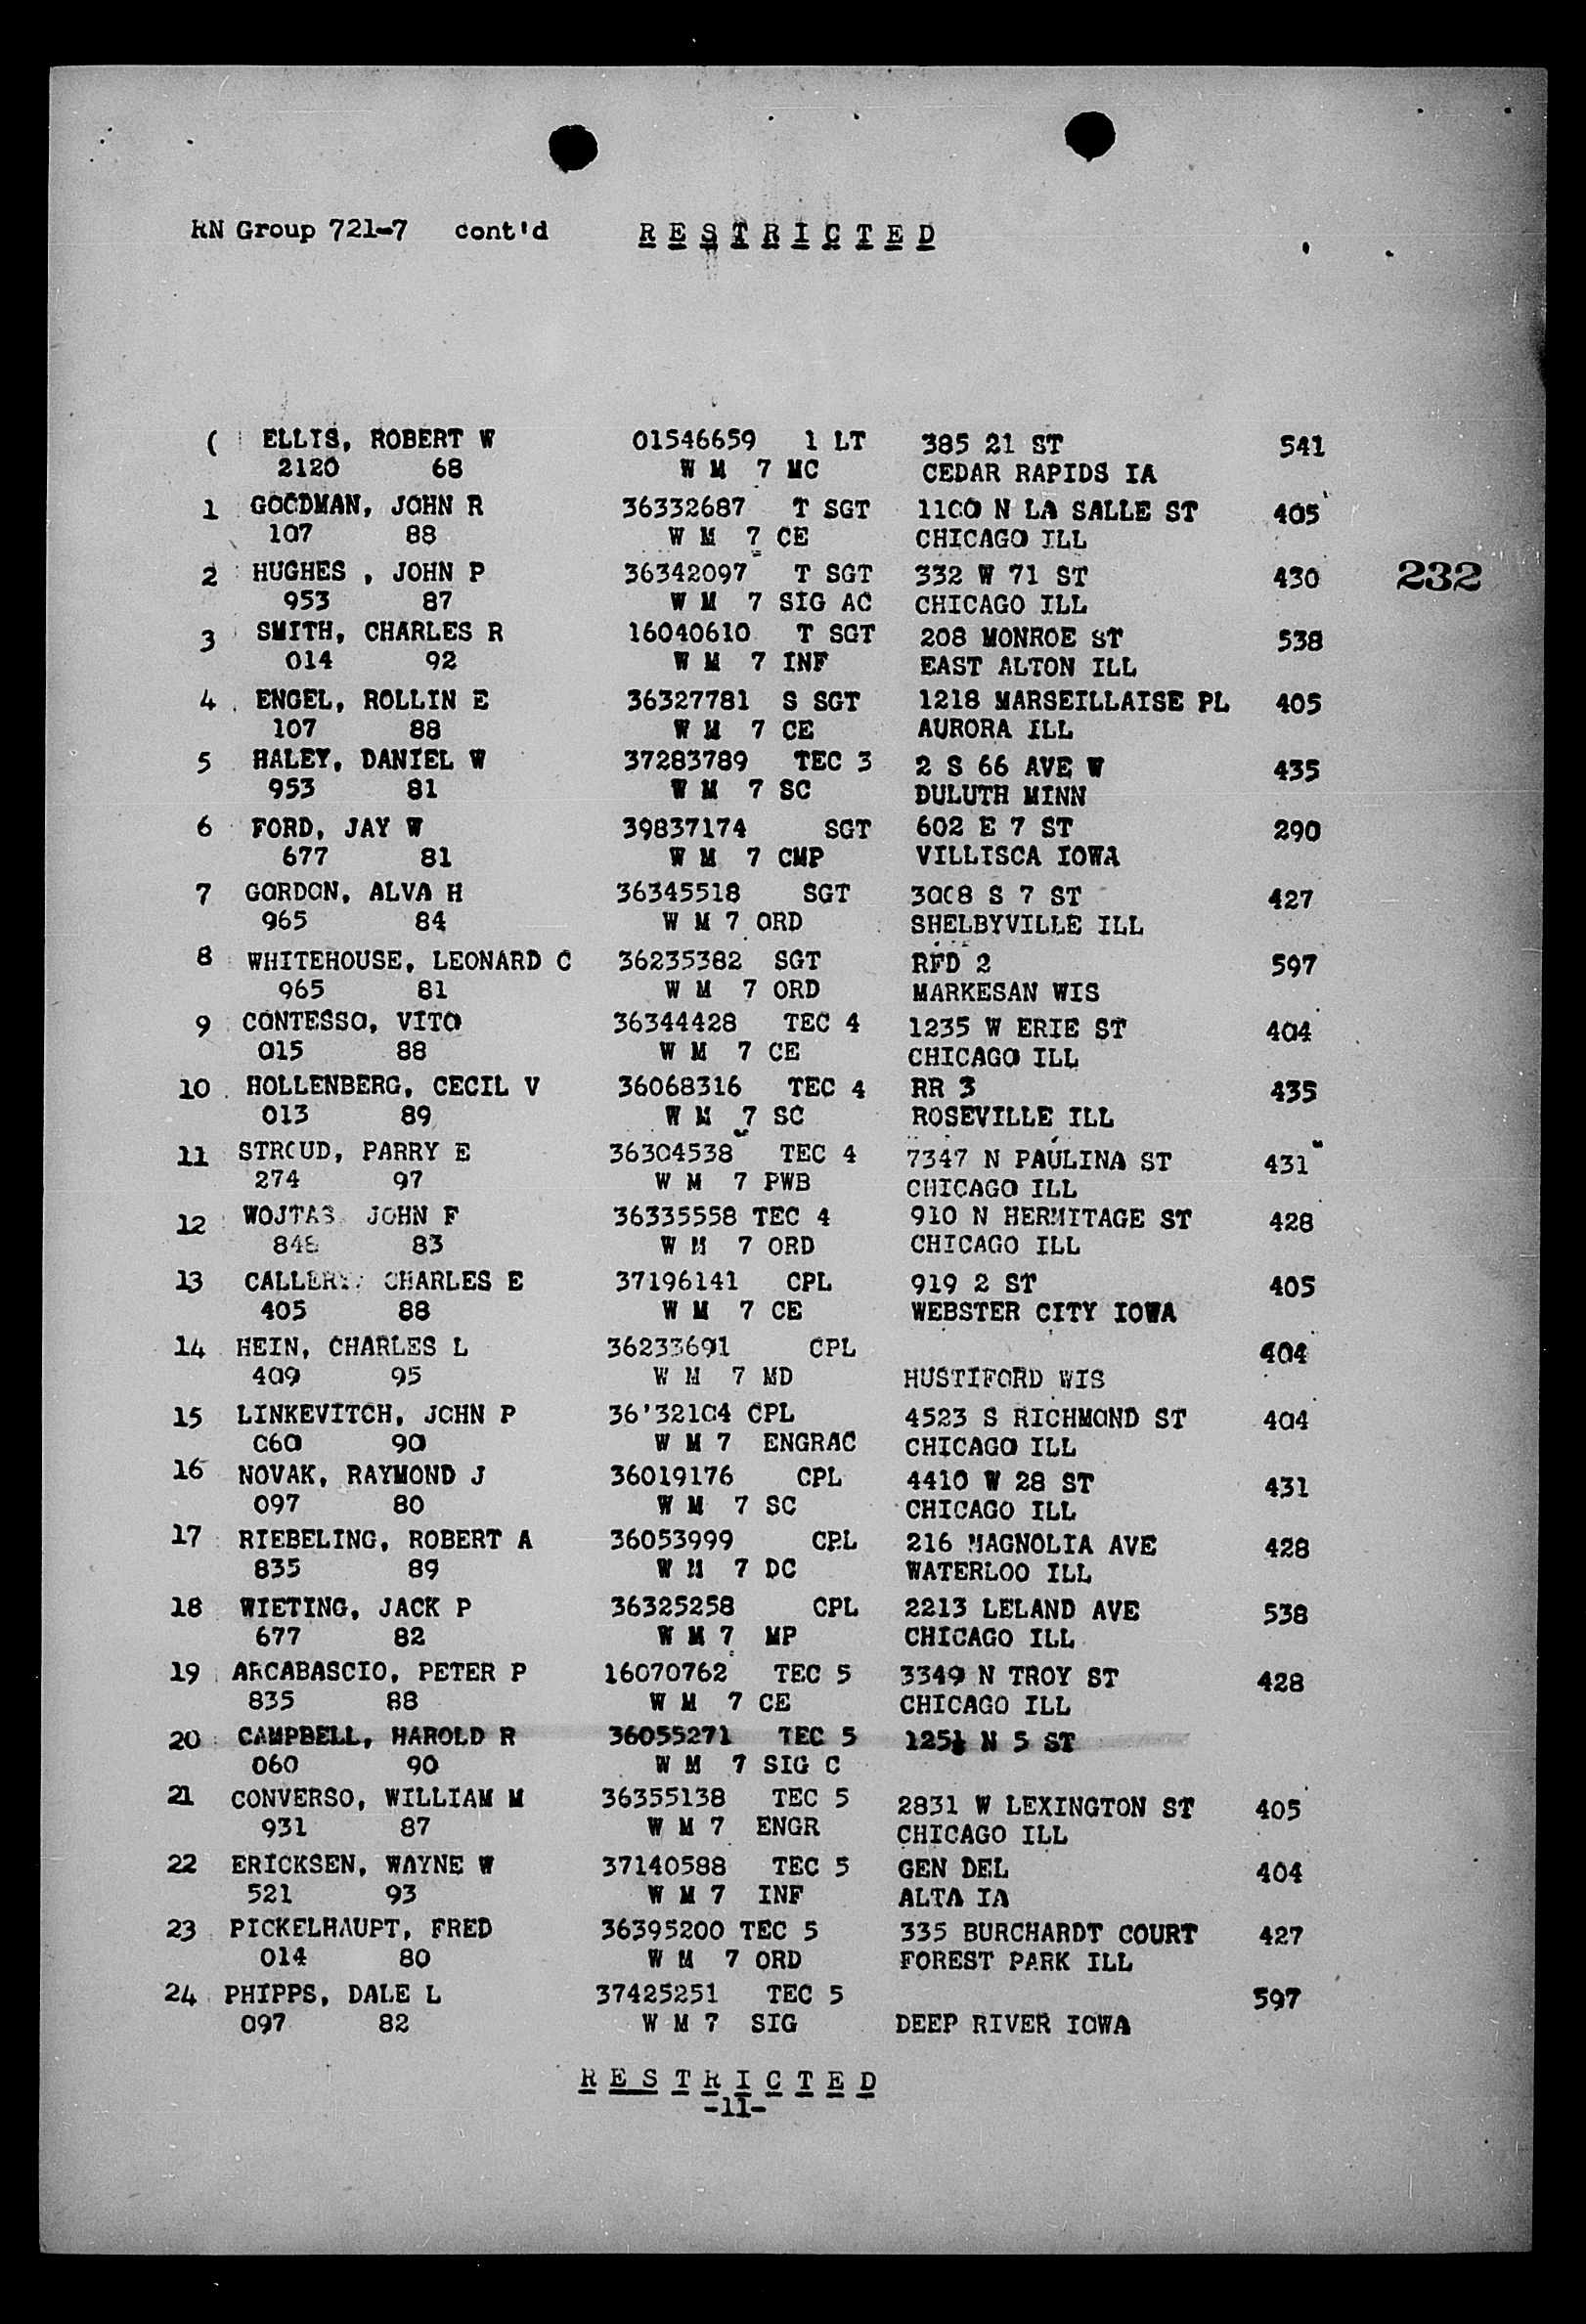 RN Group 721-7 cont'd R E S T R I C T E D
( ELLIS, ROBERT W 01546659 1 LT 385 21 ST 541
2120 68 W M 7 MC CEDAR RAPIDS IA
1 GOODMAN, JOHN R 36332687 T SGT 1100 N LA SALLE ST 405
107 88 W M 7 CE CHICAGO ILL
2 HUGHES , JOHN P 36342097 T SGT 332 W 71 ST 430 232
953 87 W M 7 SIG AC CHICAGO ILL
3 SMITH, CHARLES R 16040610 T SGT 208 MONROE ST 538
014 92 W M 7 INF EAST ALTON ILL
4 ENGEL, ROLLIN E 36327781 S SGT 1218 MARSEILLAISE PL 405
107 88 W M 7 CE AURORA ILL
5 HALEY, DANIEL W 37283789 TEC 3 2 S 66 AVE W 435
953 81 W M 7 SC DULUTH MINN
6 FORD, JAY W 39837174 SGT 602 E 7 ST 290
677 81 W M 7 CMP VILLISCA IOWA
7 GORDON, ALVA H 36345518 SGT 3008 S 7 ST 427
965 84 W M 7 ORD SHELBYVILLE ILL
8 WHITEHOUSE, LEONARD C 36235382 SGT RFD 2 597
965 81 W M 7 ORD MARKESAN WIS
9 CONTESSO, VITO 36344428 TEC 4 1235 W ERIE ST 404
015 88 W M 7 CE CHICAGO ILL
10 HOLLENBERG, CECIL V 36068316 TEC 4 RR 3 435
013 89 W M 7 SC ROSEVILLE ILL
11 STROUD, PARRY E 36304538 TEC 4 7347 N PAULINA ST 431
274 97 W M 7 PWB CHICAGO ILL
12 WOJTAS JOHN F 36335558 TEC 4 910 N HERMITAGE ST 428
848 83 W M 7 ORD CHICAGO ILL
13 CALLERY, CHARLES E 37196141 CPL 919 2 ST 405
405 88 W M 7 CE WEBSTER CITY IOWA
14 HEIN, CHARLES L 36233691 CPL 404
409 95 W M 7 MD HUSTIFORD WIS
15 LINKEVITCH, JOHN P 36'32104 CPL 4523 S RICHMOND ST 404
060 90 W M 7 ENGRAC CHICAGO ILL
16 NOVAK, RAYMOND J 36019176 CPL 4410 W 28 ST 431
097 80 W M 7 SC CHICAGO ILL
17 RIEBELING, ROBERT A 36053999 CPL 216 MAGNOLIA AVE 428
835 89 W M 7 DC WATERLOO ILL
18 WIETING, JACK P 36325258 CPL 2213 LELAND AVE 538
677 82 W M 7 MP CHICAGO ILL
19 ARCABASCIO, PETER P 16070762 TEC 5 3349 N TROY ST 428
835 88 W M 7 CE CHICAGO ILL
20 CAMPBELL, HAROLD R 36055271 TEC 5 125½ N 5 ST
060 90 W M 7 SIG C
21 CONVERSO, WILLIAM M 36355138 TEC 5 2831 W LEXINGTON ST 405
931 87 W M 7 ENGR CHICAGO ILL
22 ERICKSEN, WAYNE W 37140588 TEC 5 GEN DEL 404
521 93 W M 7 INF ALTA IA
23 PICKELHAUPT, FRED 36395200 TEC 5 335 BURCHARDT COURT 427
014 80 W M 7 ORD FOREST PARK ILL
24 PHIPPS, DALE L 37425251 TEC 5 597
097 82 W M 7 SIG DEEP RIVER IOWA
R E S T R I C T E D
-11-